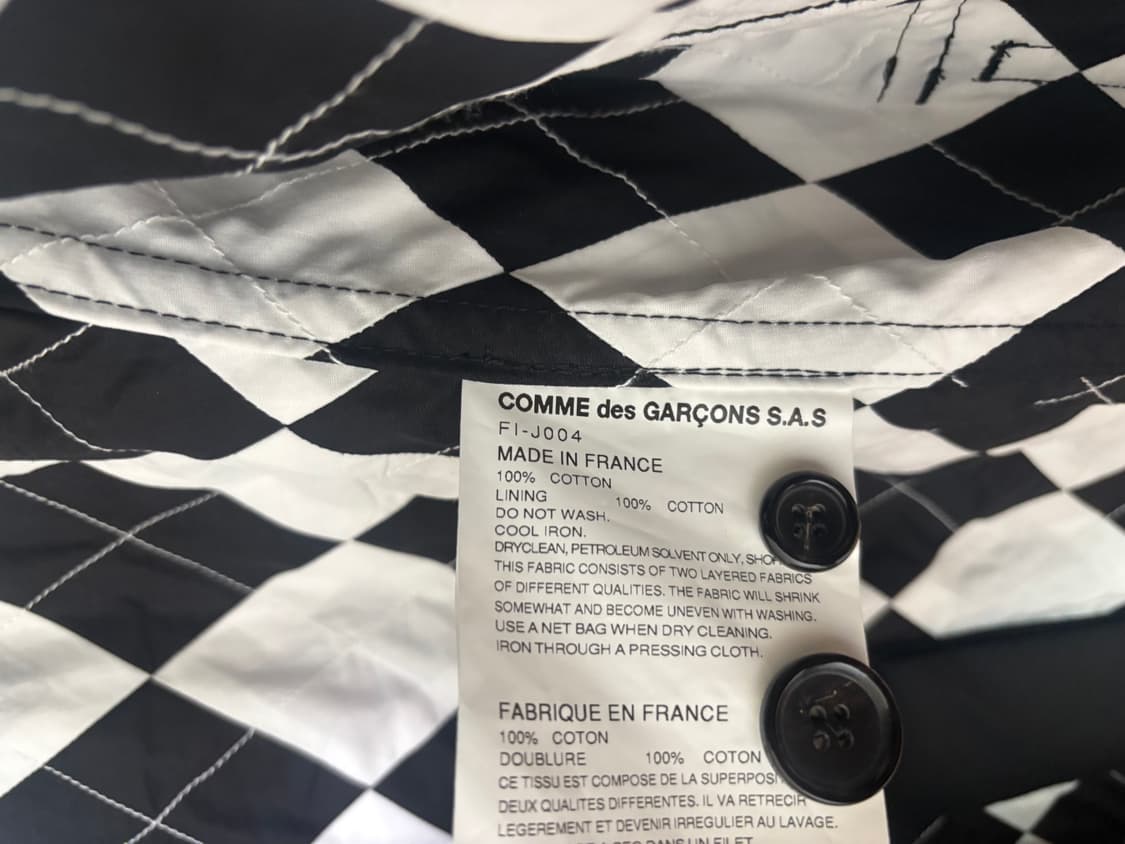 COMME des GARÇONS S.A.S
FI-J004
MADE IN FRANCE
100% COTTON
LINING 100% COTTON
DO NOT WASH.
COOL IRON.
DRYCLEAN, PETROLEUM SOLVENT ONLY,
THIS FABRIC CONSISTS OF TWO LAYERED FABRICS
OF DIFFERENT QUALITIES. THE FABRIC WILL SHRINK
SOMEWHAT AND BECOME UNEVEN WITH WASHING.
USE A NET BAG WHEN DRY CLEANING.
IRON THROUGH A PRESSING CLOTH.
FABRIQUE EN FRANCE
100% COTON
DOUBLURE 100% COTON
CE TISSU EST COMPOSE DE LA
DEUX QUALITES DIFFERENTES. IL VA RETRECIR
LEGEREMENT ET DEVENIR IRREGULIER AU LAVAGE.
DANS UN FILET